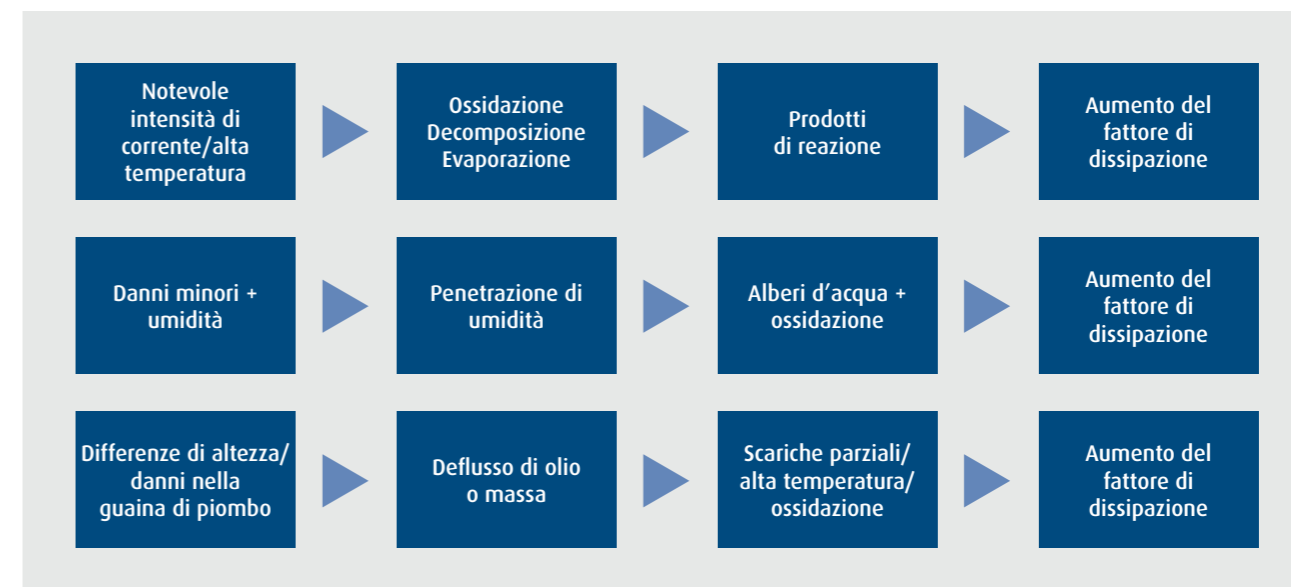 Notevole
intensità di
corrente/alta
temperatura
Ossidazione
Decomposizione
Evaporazione
Prodotti
di reazione
Aumento del
fattore di
dissipazione
Danni minori +
umidità
Penetrazione di
umidità
Alberi d’acqua +
ossidazione
Aumento del
fattore di
dissipazione
Differenze di altezza/
danni nella
guaina di piombo
Deflusso di olio
o massa
Scariche parziali/
alta temperatura/
ossidazione
Aumento del
fattore di
dissipazione